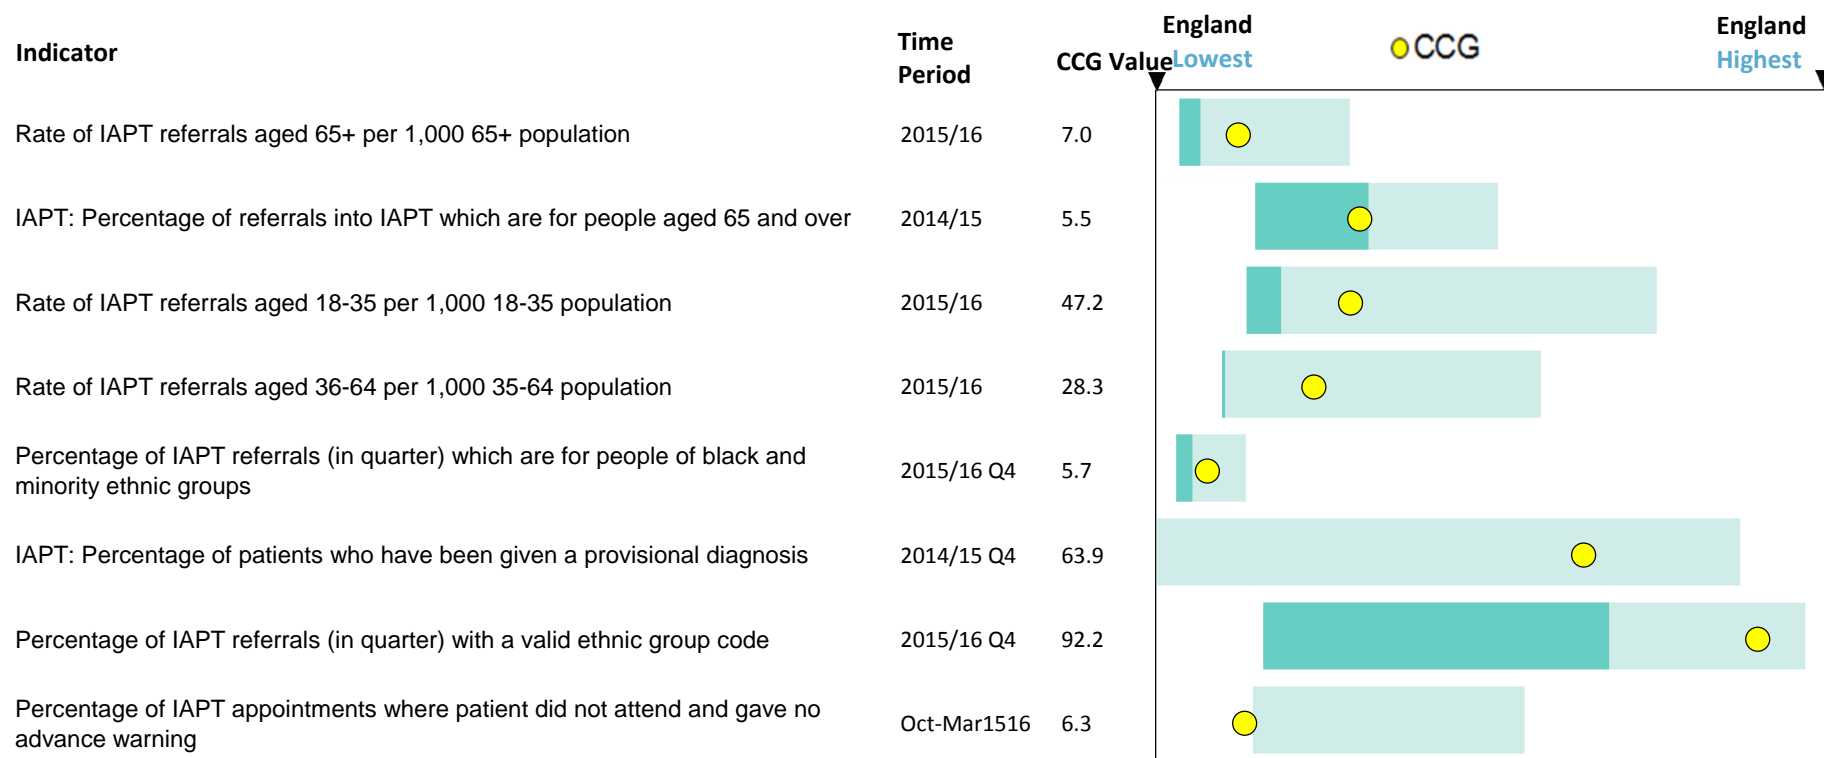 Indicator
Time
Period
CCG Value
England
Lowest
CCG
England
Highest
Rate of IAPT referrals aged 65+ per 1,000 65+ population 2015/16 7.0
IAPT: Percentage of referrals into IAPT which are for people aged 65 and over 2014/15 5.5
Rate of IAPT referrals aged 18-35 per 1,000 18-35 population 2015/16 47.2
Rate of IAPT referrals aged 36-64 per 1,000 35-64 population 2015/16 28.3
Percentage of IAPT referrals (in quarter) which are for people of black and
minority ethnic groups
2015/16 Q4 5.7
IAPT: Percentage of patients who have been given a provisional diagnosis 2014/15 Q4 63.9
Percentage of IAPT referrals (in quarter) with a valid ethnic group code 2015/16 Q4 92.2
Percentage of IAPT appointments where patient did not attend and gave no
advance warning
Oct-Mar1516 6.3